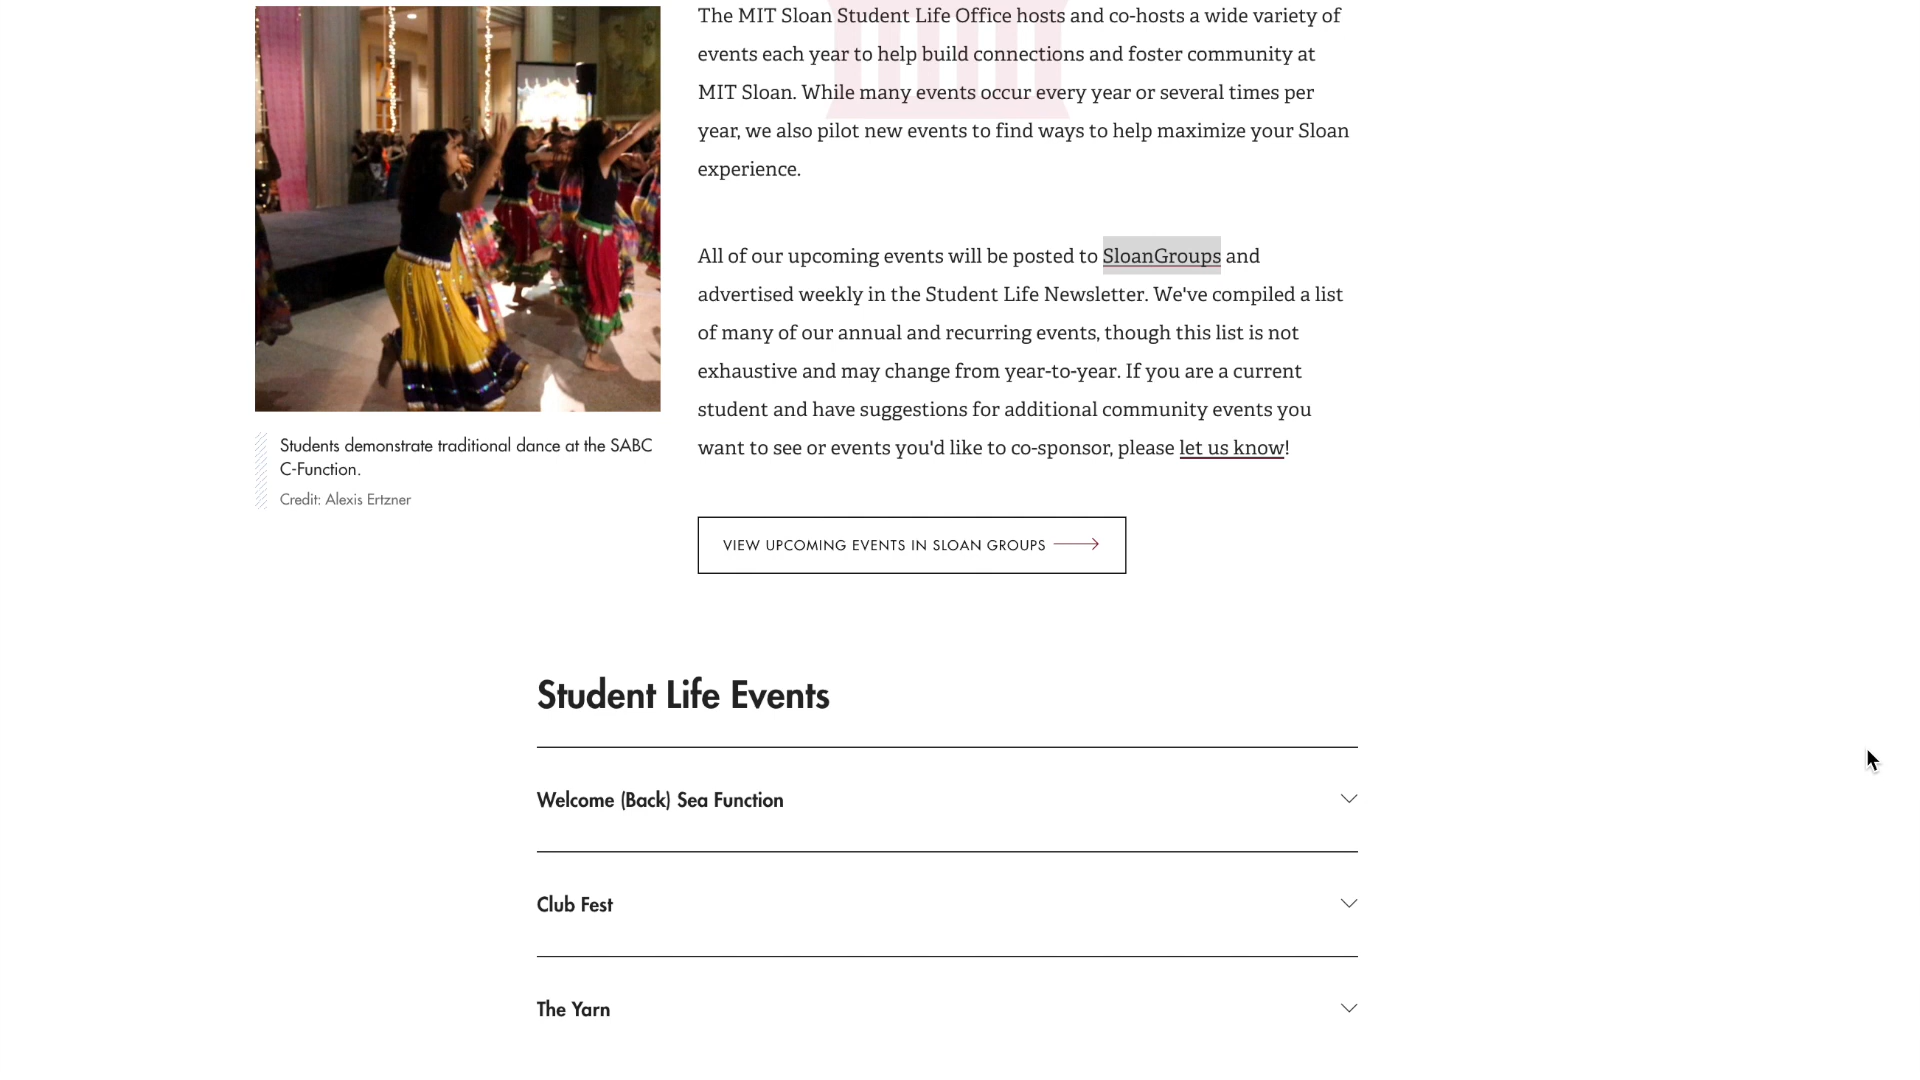 The MIT Sloan Student Life Office hosts and co-hosts a wide variety of
events each year to help build connections and foster community at
MIT Sloan. While many events occur every year or several times per
year, we also pilot new events to find ways to help maximize your Sloan
experience.
All of our upcoming events will be posted to SloanGroups and
advertised weekly in the Student Life Newsletter. We've compiled a list
of many of our annual and recurring events, though this list is not
exhaustive and may change from year-to-year. If you are a current
student and have suggestions for additional community events you
want to see or events you'd like to co-sponsor, please let us know!
Students demonstrate traditional dance at the SABC
C-Function.
Credit: Alexis Ertzner
VIEW UPCOMING EVENTS IN SLOAN GROUPS
Student Life Events
Welcome (Back) Sea Function
Club Fest
The Yarn